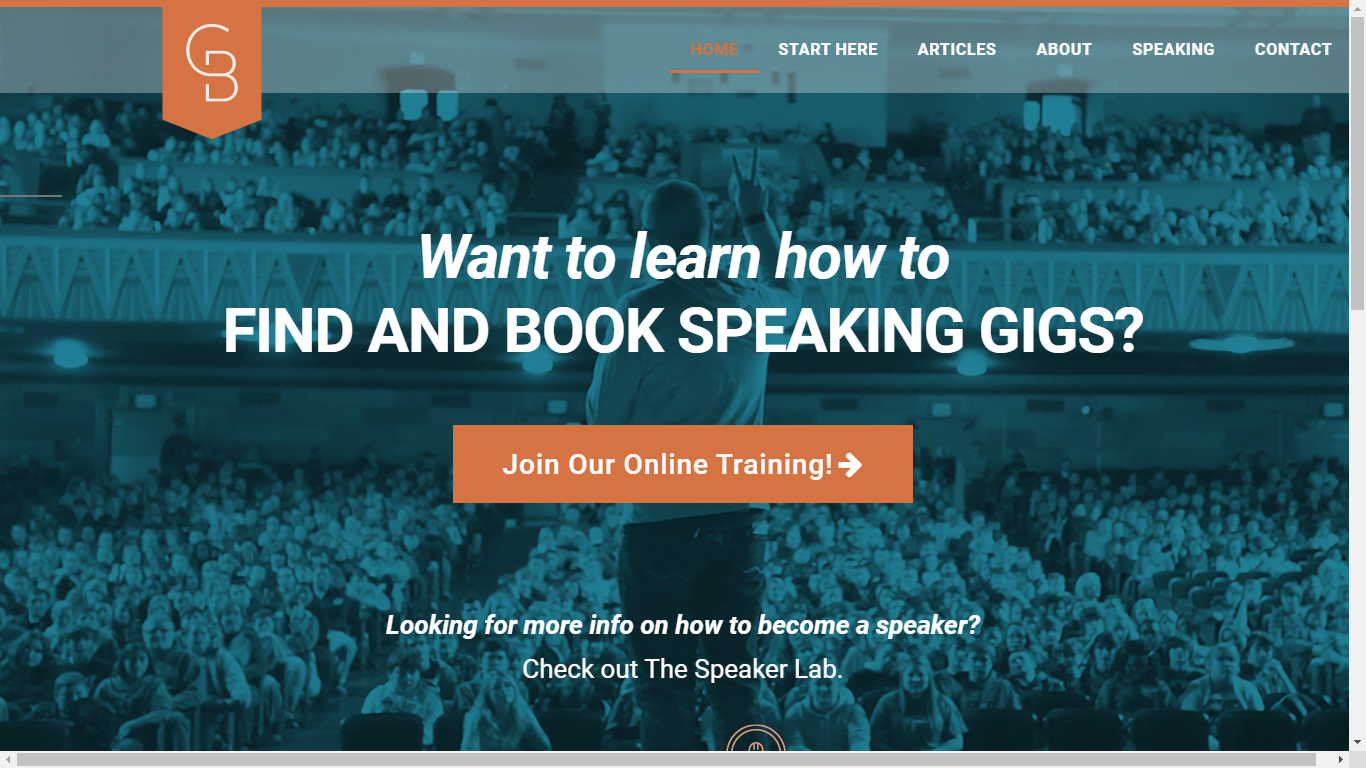 GB
HOME START HERE ARTICLES ABOUT SPEAKING CONTACT
Want to learn how to
FIND AND BOOK SPEAKING GIGS?
Join Our Online Training!
Looking for more info on how to become a speaker?
Check out The Speaker Lab.